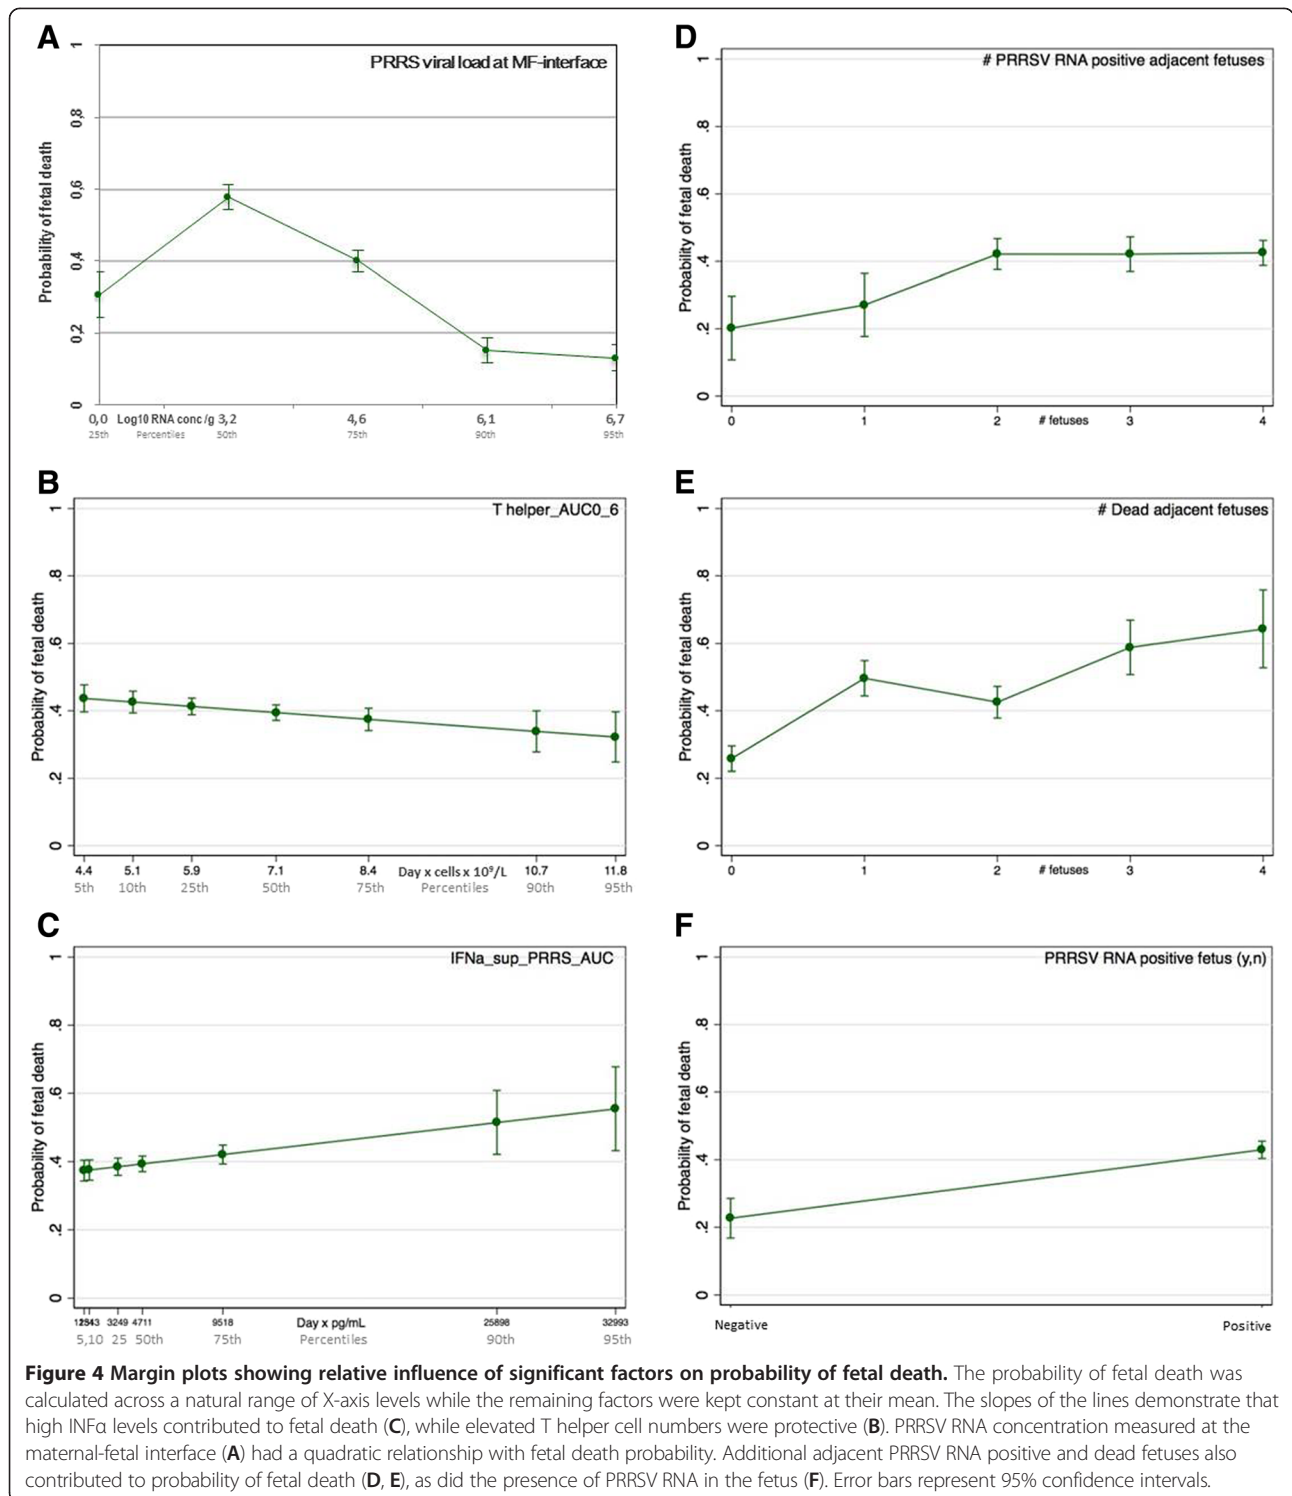 A
PRRS viral load at MF-interface
Probability of fetal death
1
0,8
0,6
0,4
0,2
0
0,0 Log10 RNA conc /g 3,2 4,6 6,1 6,7
25th Percentiles 50th 75th 90th 95th
D
# PRRSV RNA positive adjacent fetuses
Probability of fetal death
1
.8
.6
.4
.2
0
0 1 2 # fetuses 3 4
B
T helper_AUC0_6
Probability of fetal death
1
.8
.6
.4
.2
0
4.4 5.1 5.9 7.1 8.4 Day x cells x 10⁹/L 10.7 11.8
5th 10th 25th 50th 75th Percentiles 90th 95th
E
# Dead adjacent fetuses
Probability of fetal death
1
.8
.6
.4
.2
0
0 1 2 # fetuses 3 4
C
IFNa_sup_PRRS_AUC
Probability of fetal death
1
.8
.6
.4
.2
0
3249 4711 9518 Day x pg/mL 25898 32993
5,10 25 50th 75th Percentiles 90th 95th
F
PRRSV RNA positive fetus (y,n)
Probability of fetal death
1
.8
.6
.4
.2
0
Negative Positive
Figure 4 Margin plots showing relative influence of significant factors on probability of fetal death. The probability of fetal death was
calculated across a natural range of X-axis levels while the remaining factors were kept constant at their mean. The slopes of the lines demonstrate that
high INFα levels contributed to fetal death (C), while elevated T helper cell numbers were protective (B). PRRSV RNA concentration measured at the
maternal-fetal interface (A) had a quadratic relationship with fetal death probability. Additional adjacent PRRSV RNA positive and dead fetuses also
contributed to probability of fetal death (D, E), as did the presence of PRRSV RNA in the fetus (F). Error bars represent 95% confidence intervals.